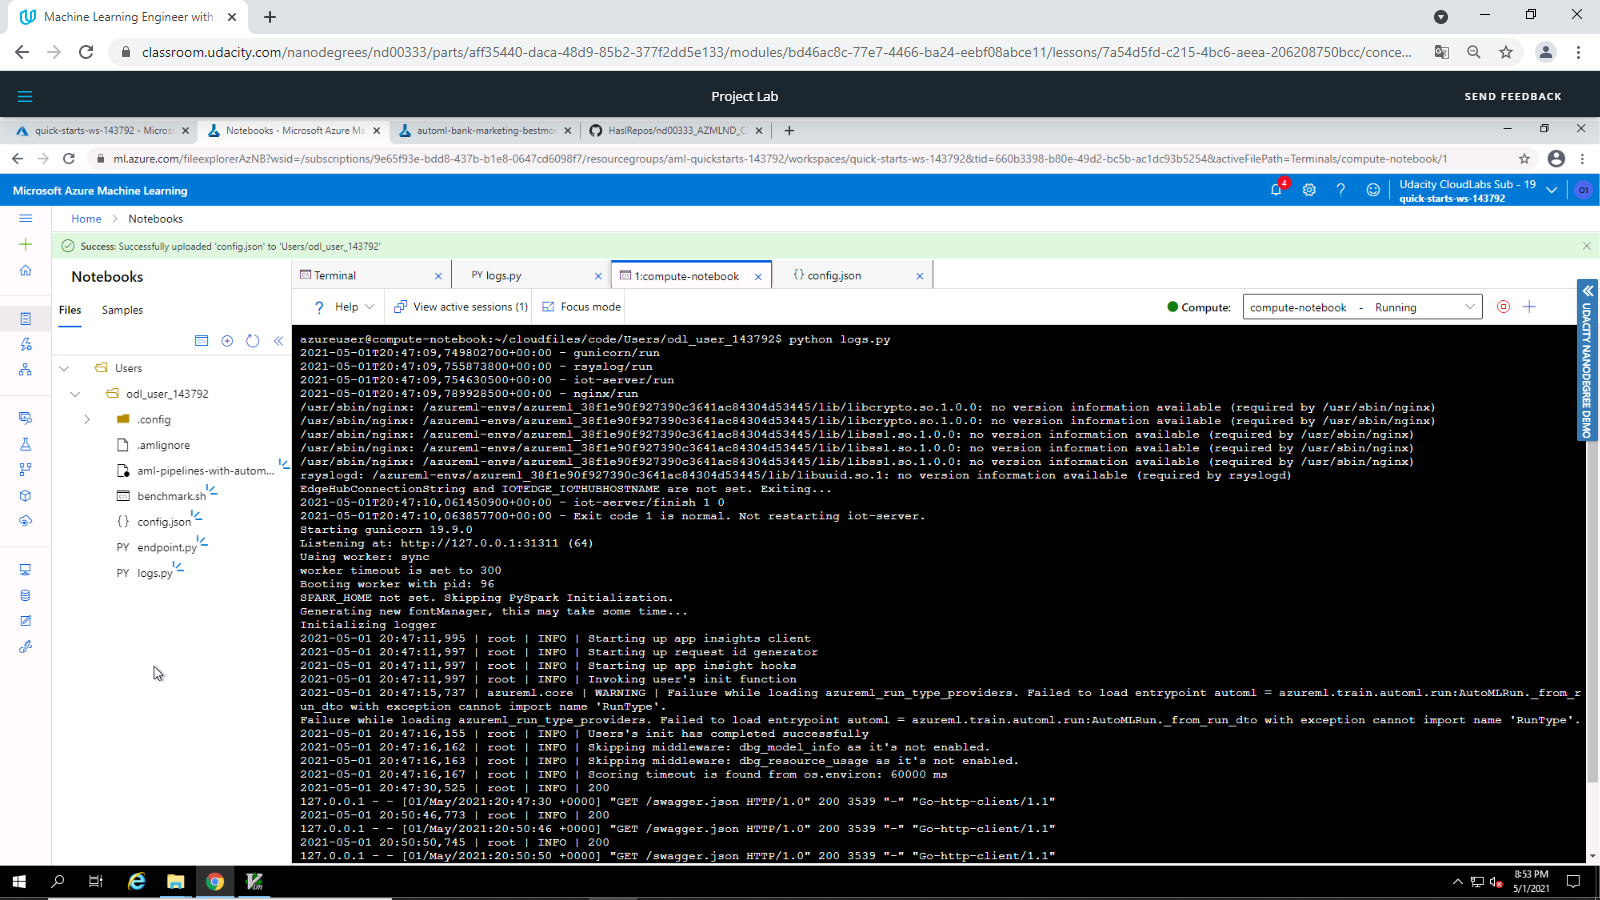 Machine Learning Engineer with
classroom.udacity.com/nanodegrees/nd00333/parts/aff35440-daca-48d9-85b2-377f2dd5e133/modules/bd46ac8c-77e7-4466-ba24-eebf08abce11/lessons/7a54d5fd-c215-4bc6-aeea-206208750bcc/conce...
Project Lab
SEND FEEDBACK
quick-starts-ws-143792 - Micros
Notebooks - Microsoft Azure Ma
automl-bank-marketing-bestmo
HaslRepos/nd00333_AZMLND_C
ml.azure.com/fileexplorerAzNB?wsid=/subscriptions/9e65f93e-bdd8-437b-b1e8-0647cd6098f7/resourcegroups/aml-quickstarts-143792/workspaces/quick-starts-ws-143792&tid=660b3398-b80e-49d2-bc5b-ac1dc93b5254&activeFilePath=Terminals/compute-notebook/1
Microsoft Azure Machine Learning
4
Udacity CloudLabs Sub - 19
quick-starts-ws-143792
O1
Home > Notebooks
Success: Successfully uploaded 'config.json' to 'Users/odl_user_143792'
Notebooks
Terminal
PY logs.py
1:compute-notebook
{} config.json
Files
Samples
? Help
View active sessions (1)
Focus mode
Compute:
compute-notebook - Running
UDACITY NANODEGREE DEMO
Users
odl_user_143792
.config
.amlignore
aml-pipelines-with-autom...
benchmark.sh
{} config.json
PY endpoint.py
PY logs.py
azureuser@compute-notebook:~/cloudfiles/code/Users/odl_user_143792$ python logs.py
2021-05-01T20:47:09,749802700+00:00 - gunicorn/run
2021-05-01T20:47:09,755873800+00:00 - rsyslog/run
2021-05-01T20:47:09,754630500+00:00 - iot-server/run
2021-05-01T20:47:09,789928500+00:00 - nginx/run
/usr/sbin/nginx: /azureml-envs/azureml_38f1e90f927390c3641ac84304d53445/lib/libcrypto.so.1.0.0: no version information available (required by /usr/sbin/nginx)
/usr/sbin/nginx: /azureml-envs/azureml_38f1e90f927390c3641ac84304d53445/lib/libcrypto.so.1.0.0: no version information available (required by /usr/sbin/nginx)
/usr/sbin/nginx: /azureml-envs/azureml_38f1e90f927390c3641ac84304d53445/lib/libssl.so.1.0.0: no version information available (required by /usr/sbin/nginx)
/usr/sbin/nginx: /azureml-envs/azureml_38f1e90f927390c3641ac84304d53445/lib/libssl.so.1.0.0: no version information available (required by /usr/sbin/nginx)
/usr/sbin/nginx: /azureml-envs/azureml_38f1e90f927390c3641ac84304d53445/lib/libssl.so.1.0.0: no version information available (required by /usr/sbin/nginx)
rsyslogd: /azureml-envs/azureml_38f1e90f927390c3641ac84304d53445/lib/libuuid.so.1: no version information available (required by rsyslogd)
EdgeHubConnectionString and IOTEDGE_IOTHUBHOSTNAME are not set. Exiting...
2021-05-01T20:47:10,061450900+00:00 - iot-server/finish 1 0
2021-05-01T20:47:10,063857700+00:00 - Exit code 1 is normal. Not restarting iot-server.
Starting gunicorn 19.9.0
Listening at: http://127.0.0.1:31311 (64)
Using worker: sync
worker timeout is set to 300
Booting worker with pid: 96
SPARK_HOME not set. Skipping PySpark Initialization.
Generating new fontManager, this may take some time...
Initializing logger
2021-05-01 20:47:11,995 | root | INFO | Starting up app insights client
2021-05-01 20:47:11,997 | root | INFO | Starting up request id generator
2021-05-01 20:47:11,997 | root | INFO | Starting up app insight hooks
2021-05-01 20:47:11,997 | root | INFO | Invoking user's init function
2021-05-01 20:47:15,737 | azureml.core | WARNING | Failure while loading azureml_run_type_providers. Failed to load entrypoint automl = azureml.train.automl.run:AutoMLRun._from_r
un_dto with exception cannot import name 'RunType'.
Failure while loading azureml_run_type_providers. Failed to load entrypoint automl = azureml.train.automl.run:AutoMLRun._from_run_dto with exception cannot import name 'RunType'.
2021-05-01 20:47:16,155 | root | INFO | Users's init has completed successfully
2021-05-01 20:47:16,162 | root | INFO | Skipping middleware: dbg_model_info as it's not enabled.
2021-05-01 20:47:16,163 | root | INFO | Skipping middleware: dbg_resource_usage as it's not enabled.
2021-05-01 20:47:16,167 | root | INFO | Scoring timeout is found from os.environ: 60000 ms
2021-05-01 20:47:30,525 | root | INFO | 200
127.0.0.1 - - [01/May/2021:20:47:30 +0000] "GET /swagger.json HTTP/1.0" 200 3539 "-" "Go-http-client/1.1"
2021-05-01 20:50:46,773 | root | INFO | 200
127.0.0.1 - - [01/May/2021:20:50:46 +0000] "GET /swagger.json HTTP/1.0" 200 3539 "-" "Go-http-client/1.1"
2021-05-01 20:50:50,745 | root | INFO | 200
127.0.0.1 - - [01/May/2021:20:50:50 +0000] "GET /swagger.json HTTP/1.0" 200 3539 "-" "Go-http-client/1.1"
8:53 PM
5/1/2021